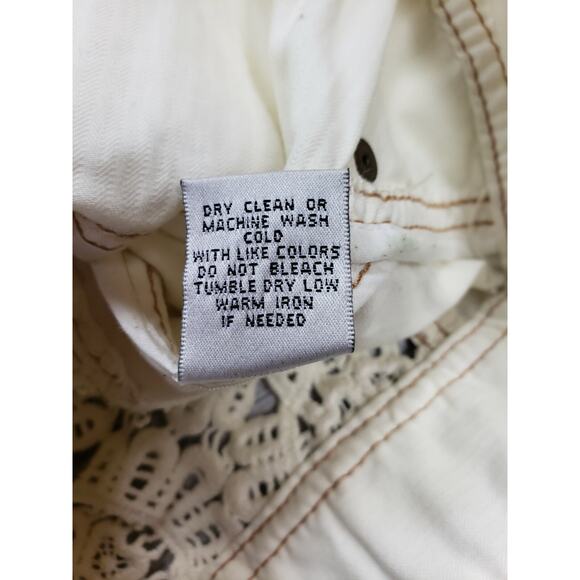 DRY CLEAN OR
MACHINE WASH
COLD
WITH LIKE COLORS
DO NOT BLEACH
TUMBLE DRY LOW
WARM IRON
IF NEEDED